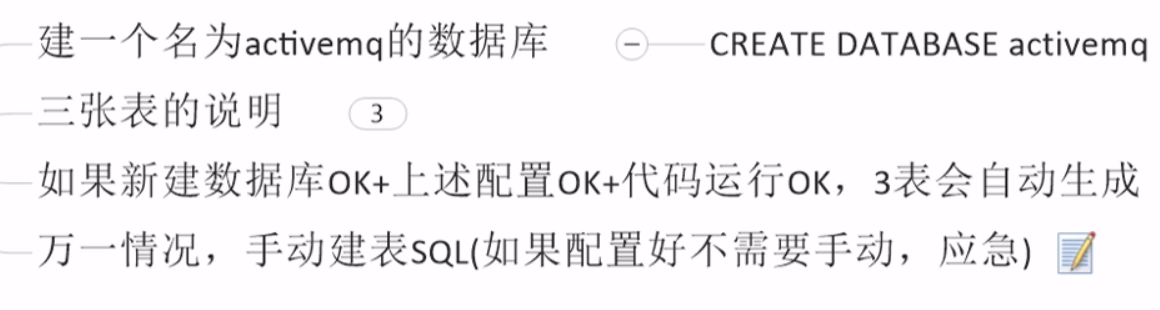 建一个名为activemq的数据库 CREATE DATABASE activemq
三张表的说明 3
如果新建数据库OK+上述配置OK+代码运行OK，3表会自动生成
万一情况，手动建表SQL(如果配置好不需要手动，应急)